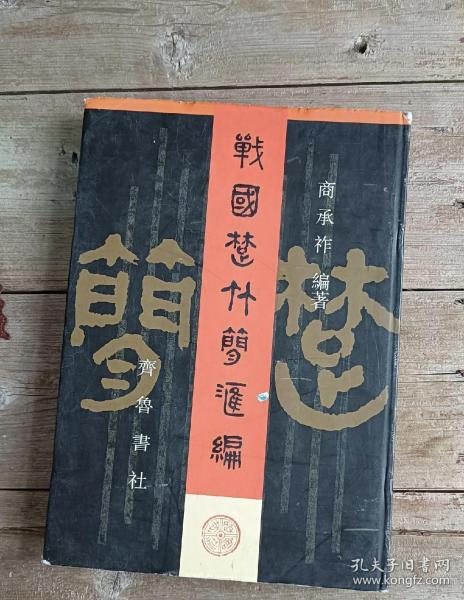 商承祚 編著
戰國楚竹簡滙編
楚
簡
齊魯書社
孔夫子旧书网
www.kongfz.com